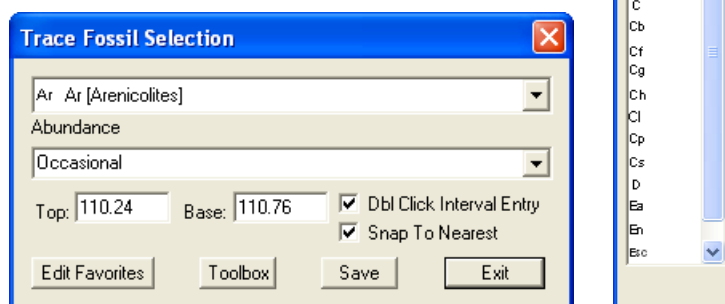 Trace Fossil Selection
Ar Ar [Arenicolites]
Abundance
Occasional
Top: 110.24 Base: 110.76 Dbl Click Interval Entry
Snap To Nearest
Edit Favorites Toolbox Save Exit
C
Cb
Cf
Cg
Ch
Cl
Cp
Cs
D
Ea
En
Esc